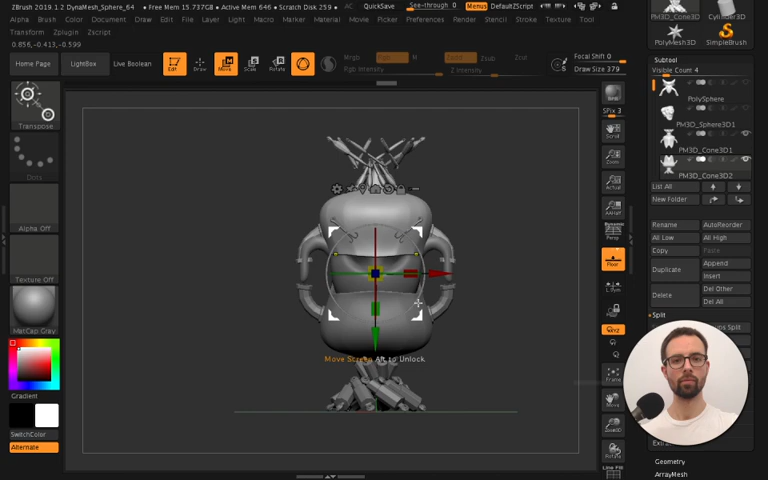 ZBrush 2019.1.2 DynaMesh_Sphere_64 • Free Mem 15.737GB • Active Mem 646 • Scratch Disk 259 • AC QuickSave See-through 0 Menus DefaultZScript
Alpha Brush Color Document Draw Edit File Layer Light Macro Marker Material Movie Picker Preferences Render Stencil Stroke Texture Tool
Transform Zplugin Zscript
0.856,-0.413,-0.599
Home Page LightBox Live Boolean Edit Draw Move Scale Rotate Mrgb Rgb M Zadd Zsub Zcut Focal Shift 0
Rgb Intensity Z Intensity Draw Size 379
Transpose
Dots
Alpha Off
Texture Off
MatCap Gray
Gradient
SwitchColor
Alternate
Move Screen Alt to Unlock
BPR
SPix 3
Scroll
Zoom
Actual
AAHalf
Dynamic
Persp
Floor
L.Sym
XYZ
Frame
Move
Zoom3D
Rotate
Line Fill
PM3D_Cone3D Cylinder3D
PolyMesh3D SimpleBrush
Subtool
Visible Count 4
PolySphere
PM3D_Sphere3D1
PM3D_Cone3D1
PM3D_Cone3D2
List All
New Folder
Rename AutoReorder
All Low All High
Copy Paste
Duplicate Append
Insert
Delete Del Other
Del All
Split
Geometry
ArrayMesh